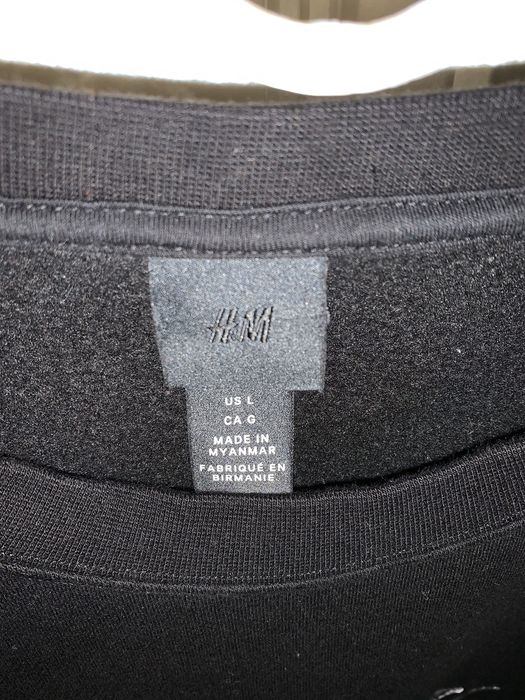 H&M
US L
CA G
MADE IN
MYANMAR
FABRIQUÉ EN
BIRMANIE